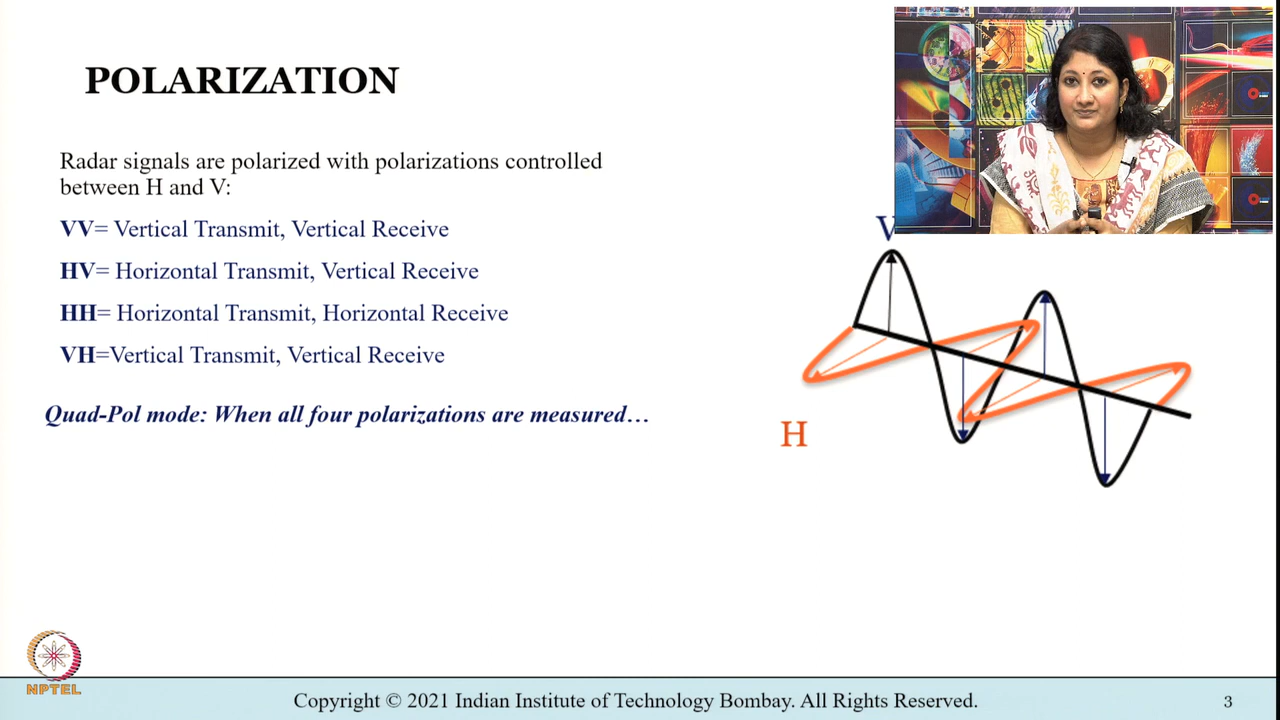 POLARIZATION
Radar signals are polarized with polarizations controlled
between H and V:
VV= Vertical Transmit, Vertical Receive
HV= Horizontal Transmit, Vertical Receive
HH= Horizontal Transmit, Horizontal Receive
VH=Vertical Transmit, Vertical Receive
Quad-Pol mode: When all four polarizations are measured…
V
H
NPTEL
Copyright © 2021 Indian Institute of Technology Bombay. All Rights Reserved.
3